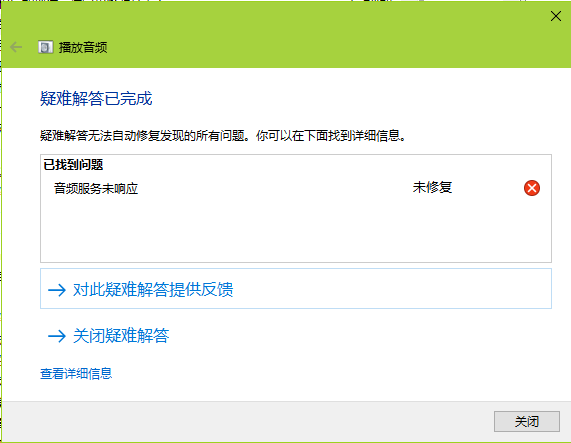 播放音频
疑难解答已完成
疑难解答无法自动修复发现的所有问题。你可以在下面找到详细信息。
已找到问题
音频服务未响应 未修复
对此疑难解答提供反馈
关闭疑难解答
查看详细信息
关闭